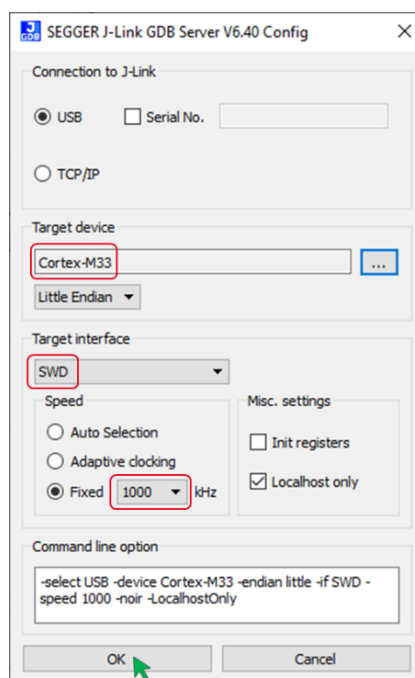 J GDB
SEGGER J-Link GDB Server V6.40 Config
Connection to J-Link
USB Serial No.
TCP/IP
Target device
Cortex-M33 ...
Little Endian
Target interface
SWD
Speed
Misc. settings
Auto Selection
Init registers
Adaptive clocking
Localhost only
Fixed 1000 kHz
Command line option
-select USB -device Cortex-M33 -endian little -if SWD -
speed 1000 -noir -LocalhostOnly
OK Cancel